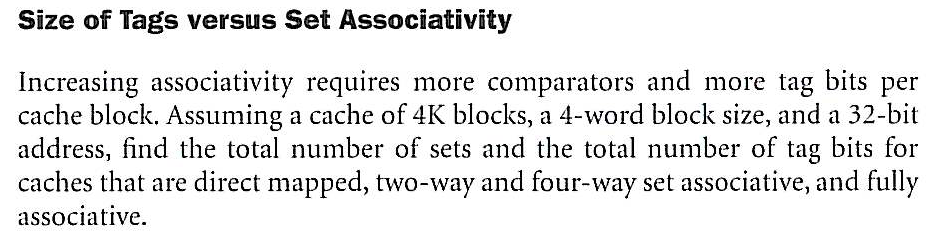 Size of Tags versus Set Associativity
Increasing associativity requires more comparators and more tag bits per
cache block. Assuming a cache of 4K blocks, a 4-word block size, and a 32-bit
address, find the total number of sets and the total number of tag bits for
caches that are direct mapped, two-way and four-way set associative, and fully
associative.